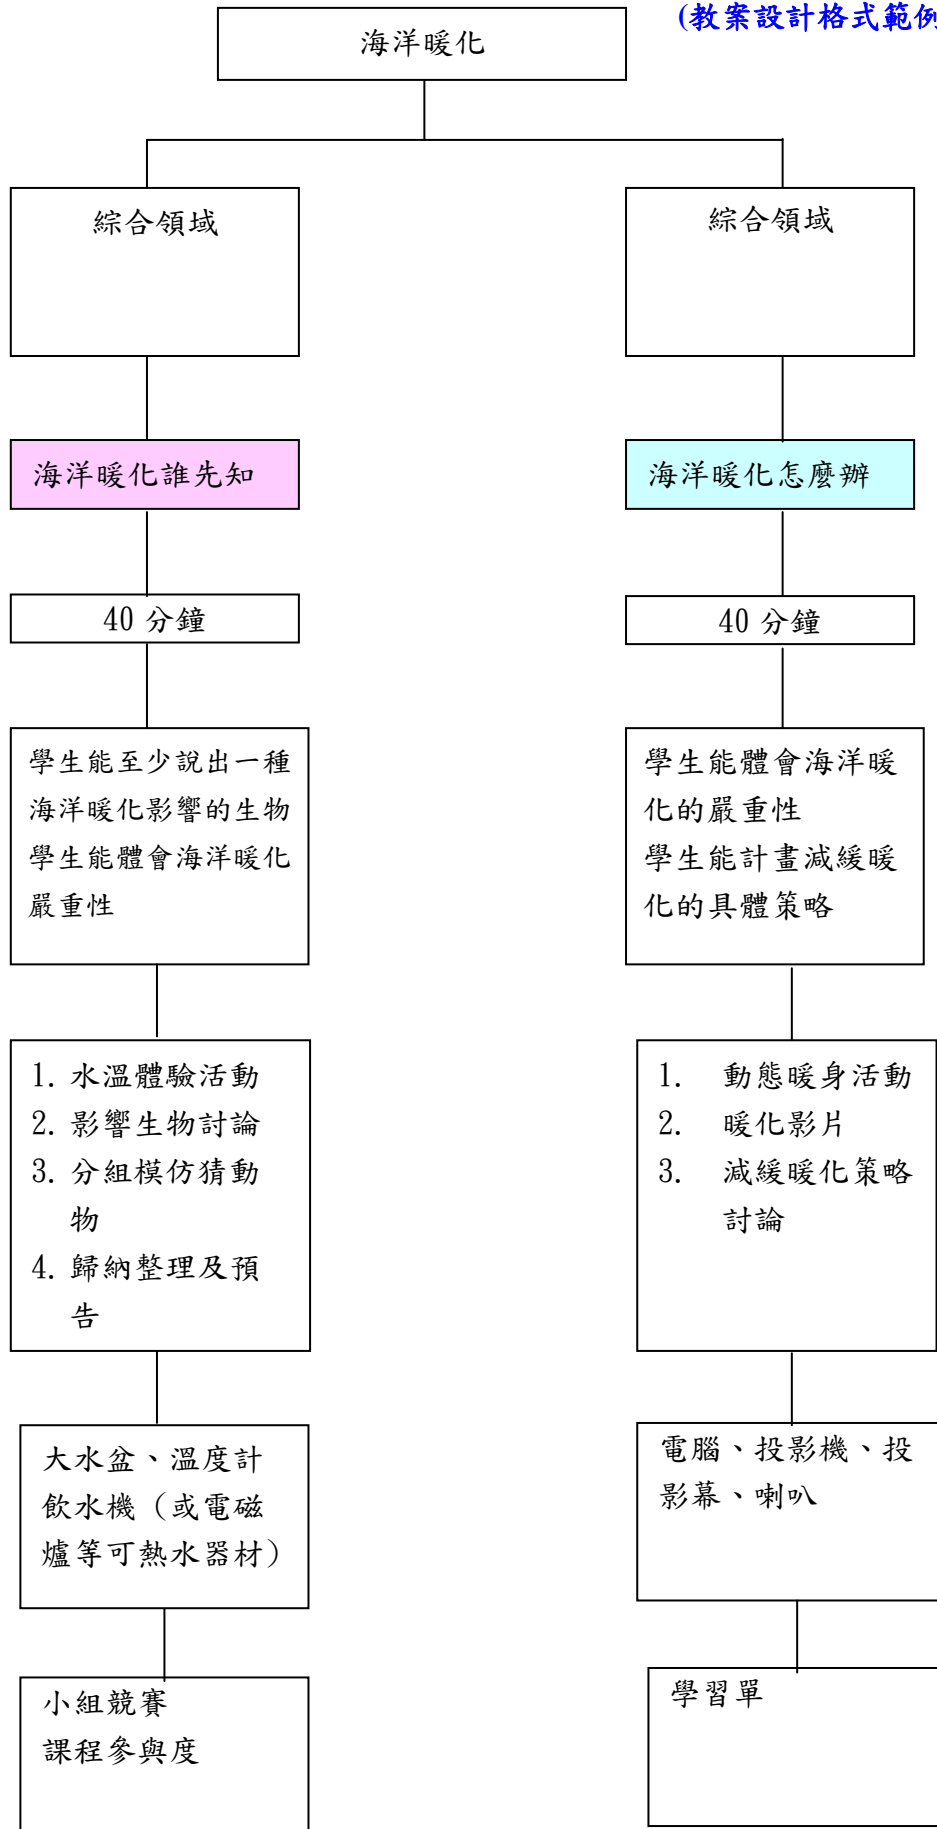 (教案設計格式範例
海洋暖化
綜合領域
綜合領域
海洋暖化誰先知
海洋暖化怎麼辦
40 分鐘
40 分鐘
學生能至少說出一種
海洋暖化影響的生物
學生能體會海洋暖化
嚴重性
學生能體會海洋暖
化的嚴重性
學生能計畫減緩暖
化的具體策略
1. 水溫體驗活動
2. 影響生物討論
3. 分組模仿猜動
物
4. 歸納整理及預
告
1. 動態暖身活動
2. 暖化影片
3. 減緩暖化策略
討論
大水盆、溫度計
飲水機（或電磁
爐等可熱水器材）
電腦、投影機、投
影幕、喇叭
小組競賽
課程參與度
學習單